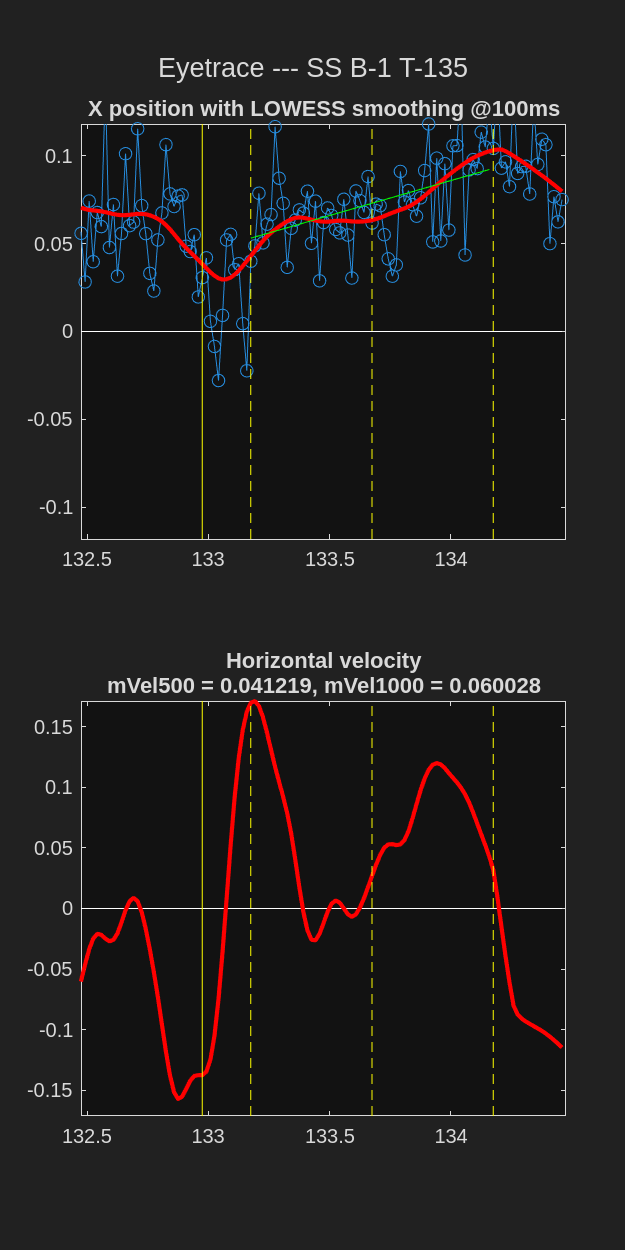 Eyetrace --- SS B-1 T-135
X position with LOWESS smoothing @100ms
0.1
0.05
0
-0.05
-0.1
132.5 133 133.5 134
Horizontal velocity
mVel500 = 0.041219, mVel1000 = 0.060028
0.15
0.1
0.05
0
-0.05
-0.1
-0.15
132.5 133 133.5 134